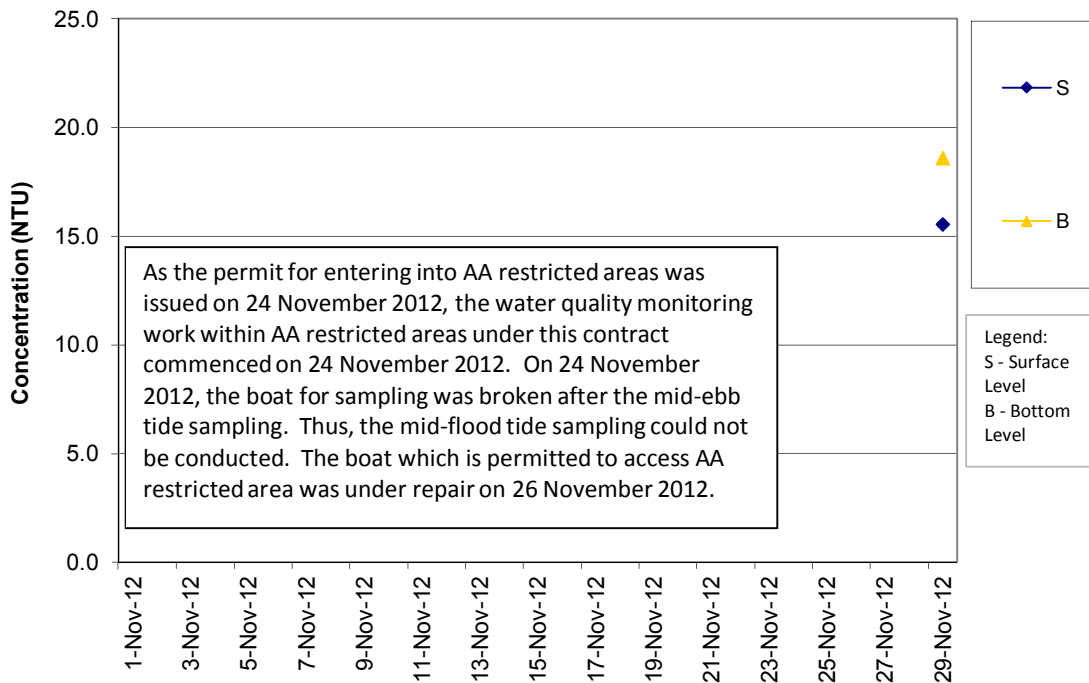 25.0
20.0
15.0
10.0
5.0
0.0
Concentration (NTU)
S
B
As the permit for entering into AA restricted areas was
issued on 24 November 2012, the water quality monitoring
work within AA restricted areas under this contract
commenced on 24 November 2012.  On 24 November
2012, the boat for sampling was broken after the mid-ebb
tide sampling.  Thus, the mid-flood tide sampling could not
be conducted.  The boat which is permitted to access AA
restricted area was under repair on 26 November 2012.
Legend:
S - Surface
Level
B - Bottom
Level
1-Nov-12
3-Nov-12
5-Nov-12
7-Nov-12
9-Nov-12
11-Nov-12
13-Nov-12
15-Nov-12
17-Nov-12
19-Nov-12
21-Nov-12
23-Nov-12
25-Nov-12
27-Nov-12
29-Nov-12